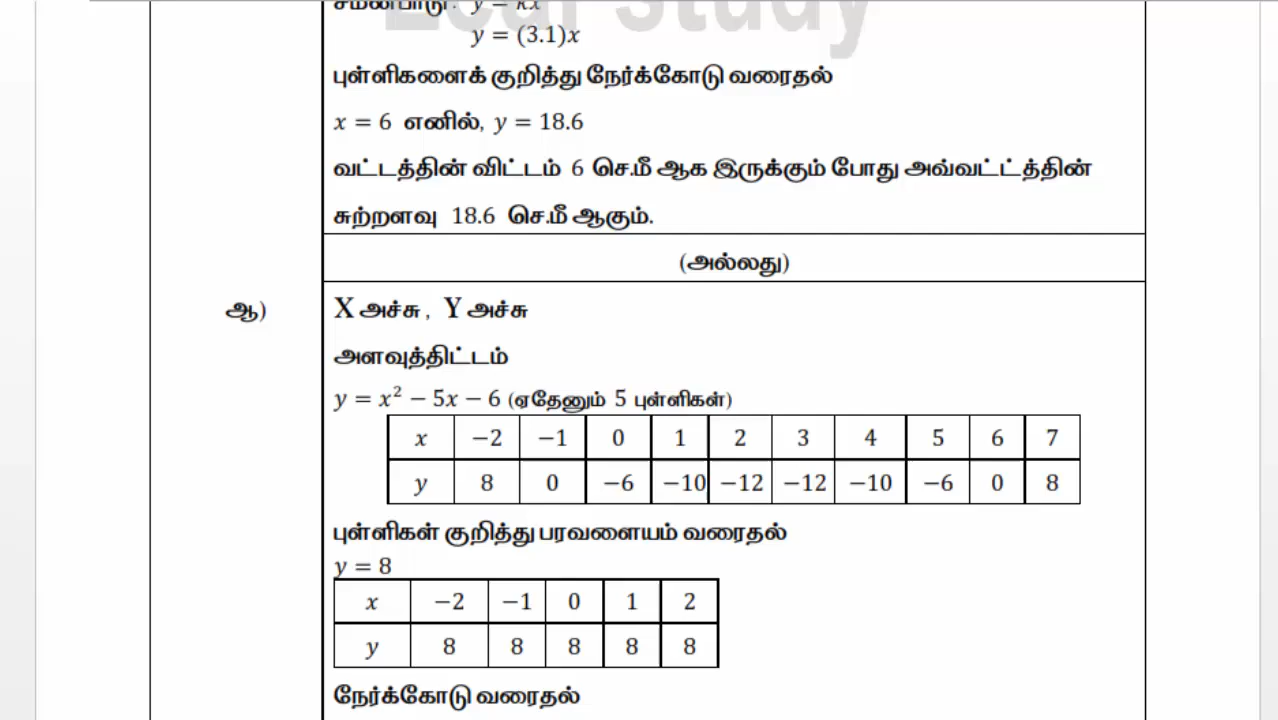 சமன்பாடு: y = kx
y = (3.1)x
புள்ளிகளைக் குறித்து நேர்க்கோடு வரைதல்
x = 6 எனில், y = 18.6
வட்டத்தின் விட்டம் 6 செ.மீ ஆக இருக்கும் போது அவ்வட்ட்த்தின்
சுற்றளவு 18.6 செ.மீ ஆகும்.
(அல்லது)
ஆ) X அச்சு , Y அச்சு
அளவுத்திட்டம்
y = x² − 5x − 6 (ஏதேனும் 5 புள்ளிகள்)
x −2 −1 0 1 2 3 4 5 6 7
y 8 0 −6 −10 −12 −12 −10 −6 0 8
புள்ளிகள் குறித்து பரவளையம் வரைதல்
y = 8
x −2 −1 0 1 2
y 8 8 8 8 8
நேர்க்கோடு வரைதல்